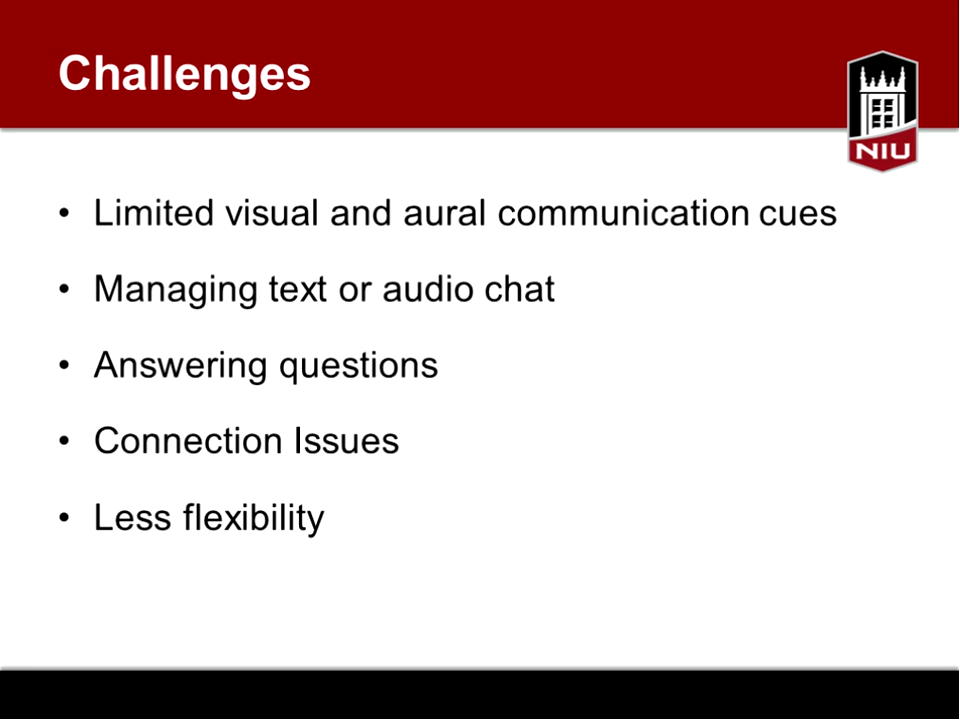 Challenges
NIU
• Limited visual and aural communication cues
• Managing text or audio chat
• Answering questions
• Connection Issues
• Less flexibility